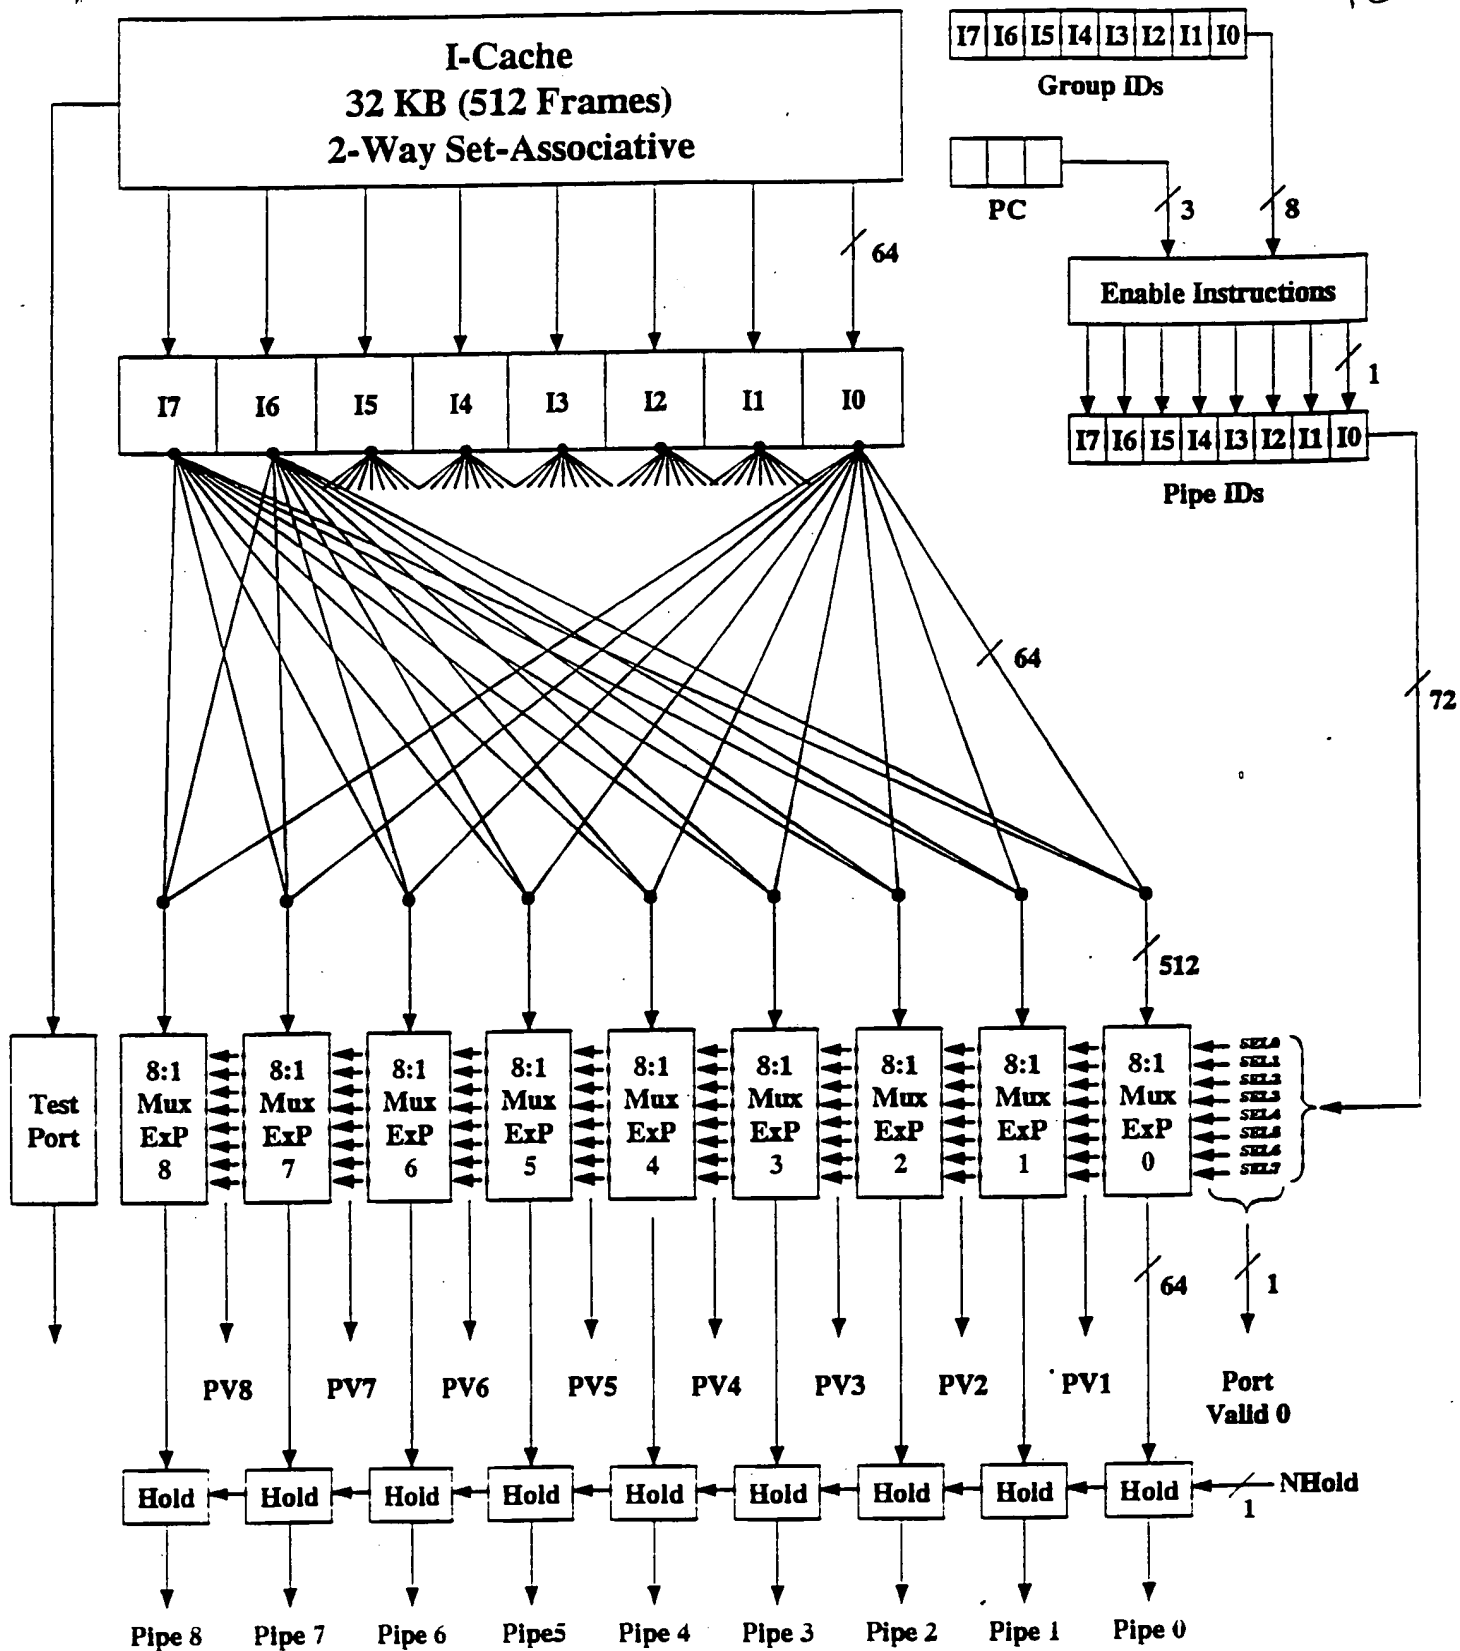 I-Cache
32 KB (512 Frames)
2-Way Set-Associative
I7 I6 I5 I4 I3 I2 I1 I0
Group IDs
PC
3
8
64
Enable Instructions
1
I7 I6 I5 I4 I3 I2 I1 I0
I7 I6 I5 I4 I3 I2 I1 I0
Pipe IDs
64
72
512
Test
Port
8:1
Mux
ExP
8
8:1
Mux
ExP
7
8:1
Mux
ExP
6
8:1
Mux
ExP
5
8:1
Mux
ExP
4
8:1
Mux
ExP
3
8:1
Mux
ExP
2
8:1
Mux
ExP
1
8:1
Mux
ExP
0
SEL0
SEL1
SEL2
SEL3
SEL4
SEL5
SEL6
SEL7
64
1
PV8 PV7 PV6 PV5 PV4 PV3 PV2 PV1
Port
Valid 0
Hold Hold Hold Hold Hold Hold Hold Hold Hold
NHold
1
Pipe 8 Pipe 7 Pipe 6 Pipe5 Pipe 4 Pipe 3 Pipe 2 Pipe 1 Pipe 0